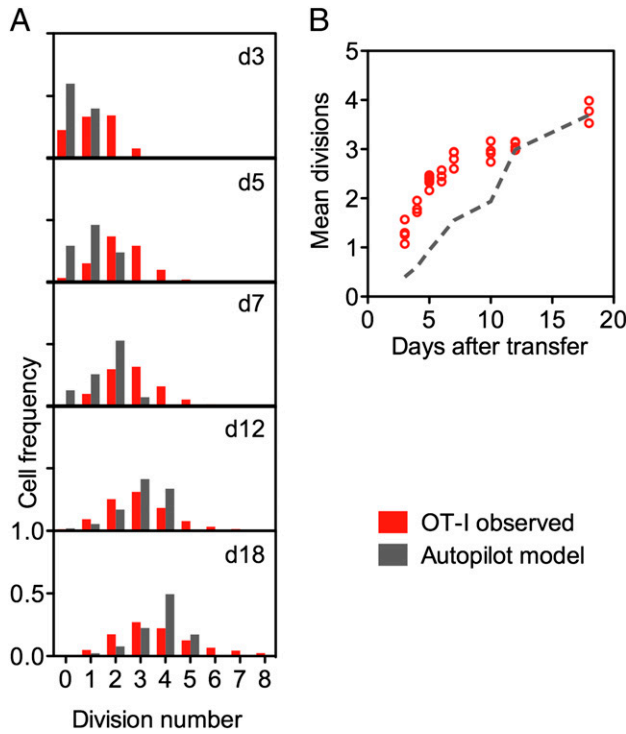 A
d3
d5
d7
d12
1.0
d18
0.5
0.0
0 1 2 3 4 5 6 7 8
Division number
Cell frequency
B
5
4
3
2
1
0
0 5 10 15 20
Mean divisions
Days after transfer
OT-I observed
Autopilot model